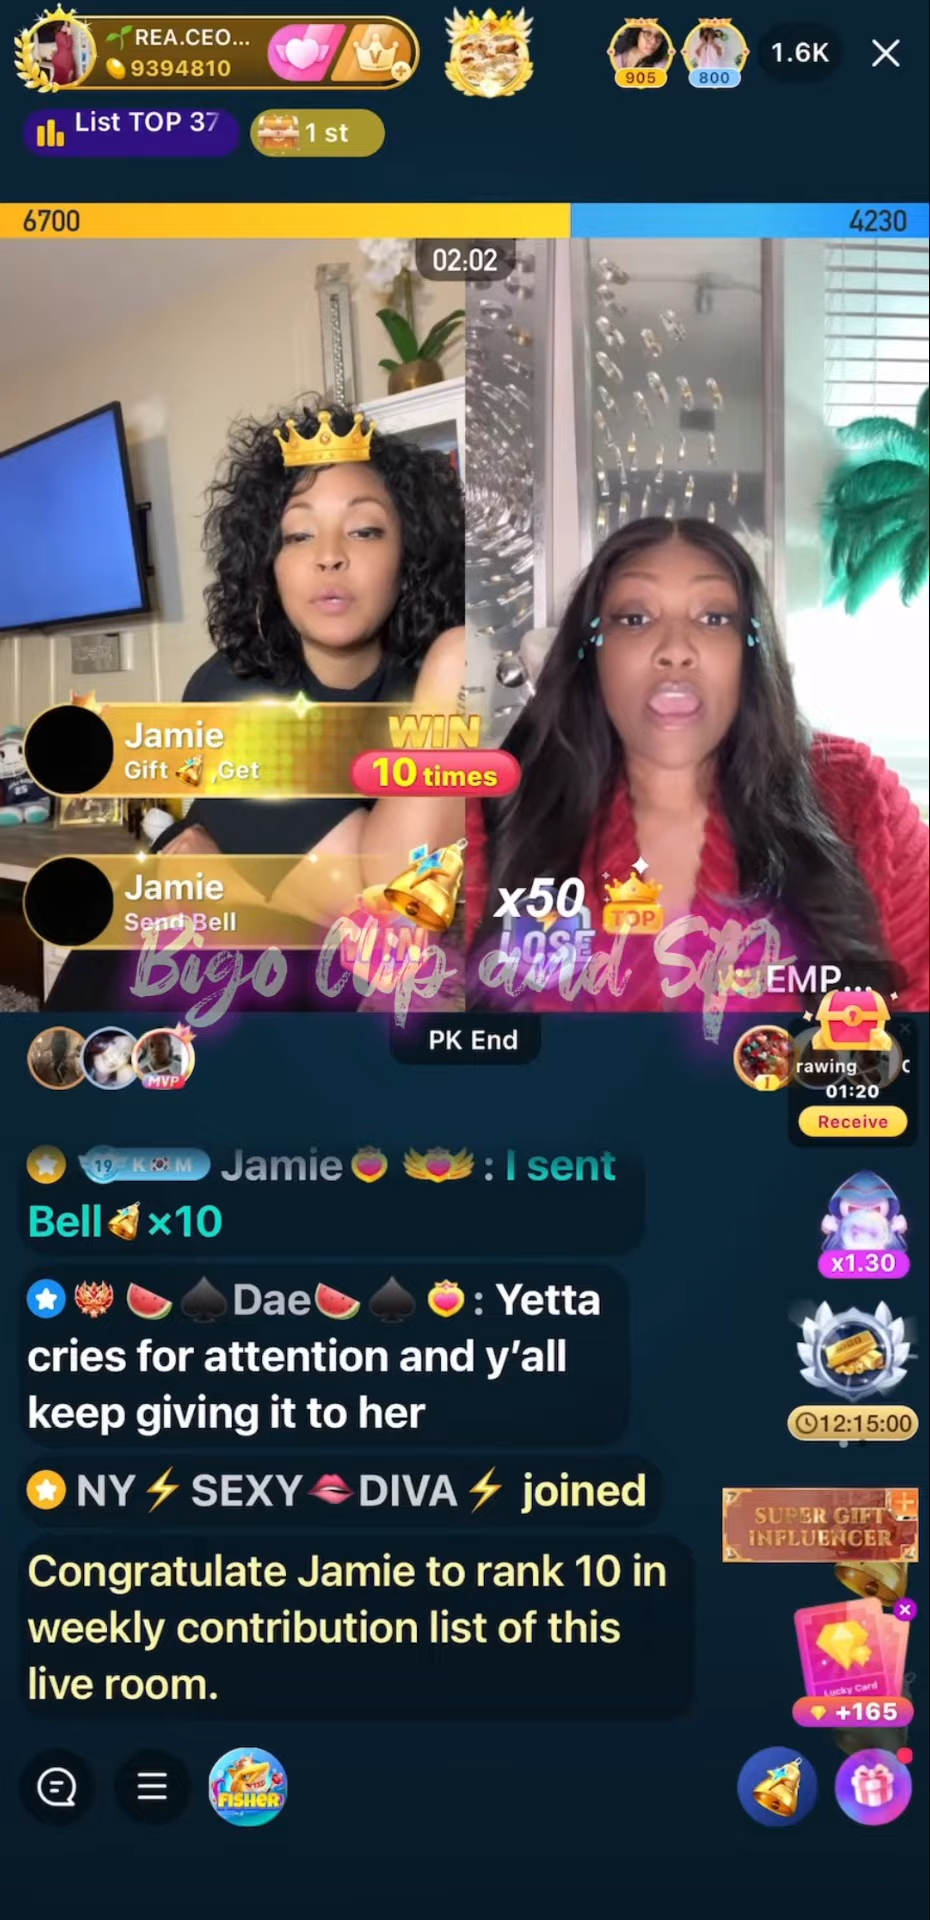 REA.CEO...
9394810
905
800
1.6K
List TOP 37
1 st
6700
4230
02:02
Jamie
Gift ,Get
WIN
10 times
Jamie
Send Bell
x50
TOP
WIN
LOSE
Bigo Clip and Sip
EMP...
PK End
MVP
1
rawing
01:20
Receive
19 K🇰🇷M Jamie : I sent
Bell ×10
🍉♠Dae🍉♠ : Yetta
cries for attention and y’all
keep giving it to her
x1.30
12:15:00
NY⚡SEXY👄DIVA⚡ joined
SUPER GIFT
INFLUENCER
Congratulate Jamie to rank 10 in
weekly contribution list of this
live room.
Lucky Card
+165
FISHER